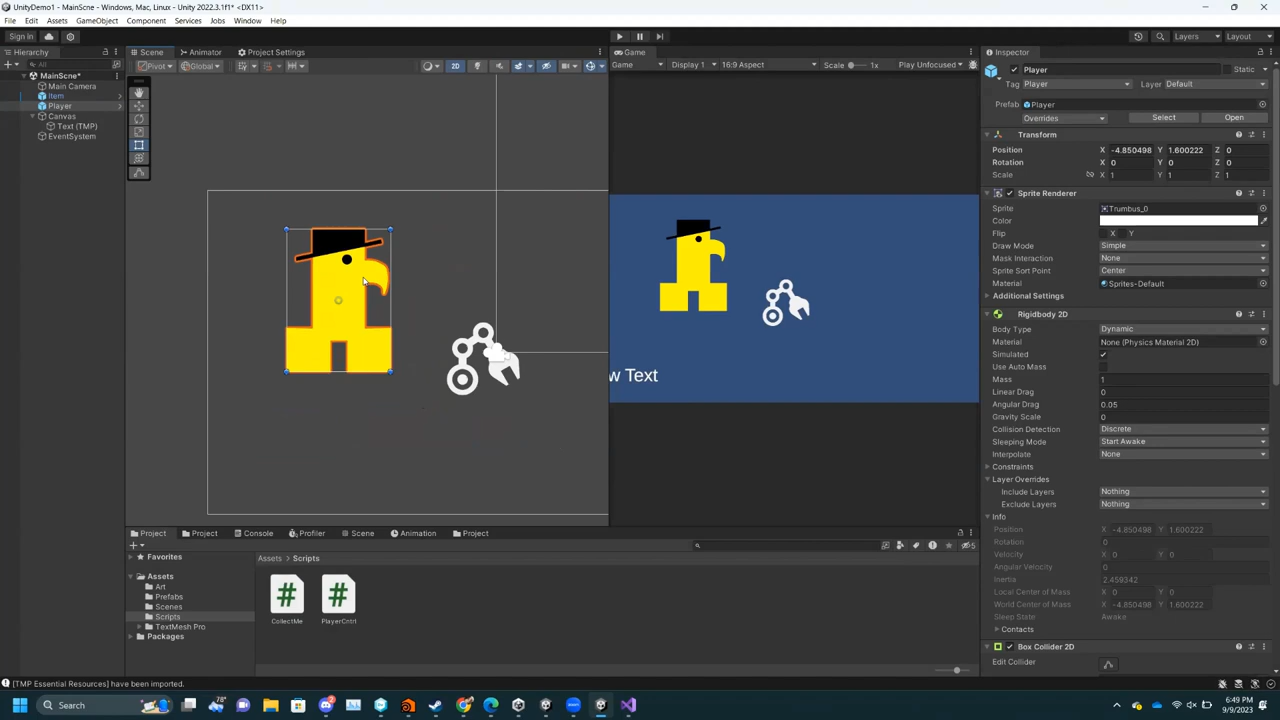 UnityDemo1 - MainScne - Windows, Mac, Linux - Unity 2022.3.1f1* <DX11>
File Edit Assets GameObject Component Services Jobs Window Help
Sign in Layers Layout
Hierarchy Scene Animator Project Settings Game Inspector
All Pivot Global 2D Game Display 1 16:9 Aspect Scale 1x Play Unfocused
MainScne*
Main Camera
Item
Player
Canvas
Text (TMP)
EventSystem
w Text
Player Static
Tag Player Layer Default
Prefab Player
Overrides Select Open
Transform
Position X -4.850498 Y 1.600222 Z 0
Rotation X 0 Y 0 Z 0
Scale X 1 Y 1 Z 1
Sprite Renderer
Sprite Trumbus_0
Color
Flip X Y
Draw Mode Simple
Mask Interaction None
Sprite Sort Point Center
Material Sprites-Default
Additional Settings
Rigidbody 2D
Body Type Dynamic
Material None (Physics Material 2D)
Simulated
Use Auto Mass
Mass 1
Linear Drag 0
Angular Drag 0.05
Gravity Scale 0
Collision Detection Discrete
Sleeping Mode Start Awake
Interpolate None
Constraints
Layer Overrides
Include Layers Nothing
Exclude Layers Nothing
Info
Position X -4.850498 Y 1.600222
Rotation 0
Velocity X 0 Y 0
Angular Velocity 0
Inertia 2.459342
Local Center of Mass X 0 Y 0
World Center of Mass X -4.850498 Y 1.600222
Sleep State Awake
Contacts
Box Collider 2D
Edit Collider
Project Project Console Profiler Scene Animation Project
5
Favorites
Assets
Art
Prefabs
Scenes
Scripts
TextMesh Pro
Packages
Assets > Scripts
# #
CollectMe PlayerCntrl
[TMP Essential Resources] have been imported.
Search 78° 6:49 PM
9/9/2023